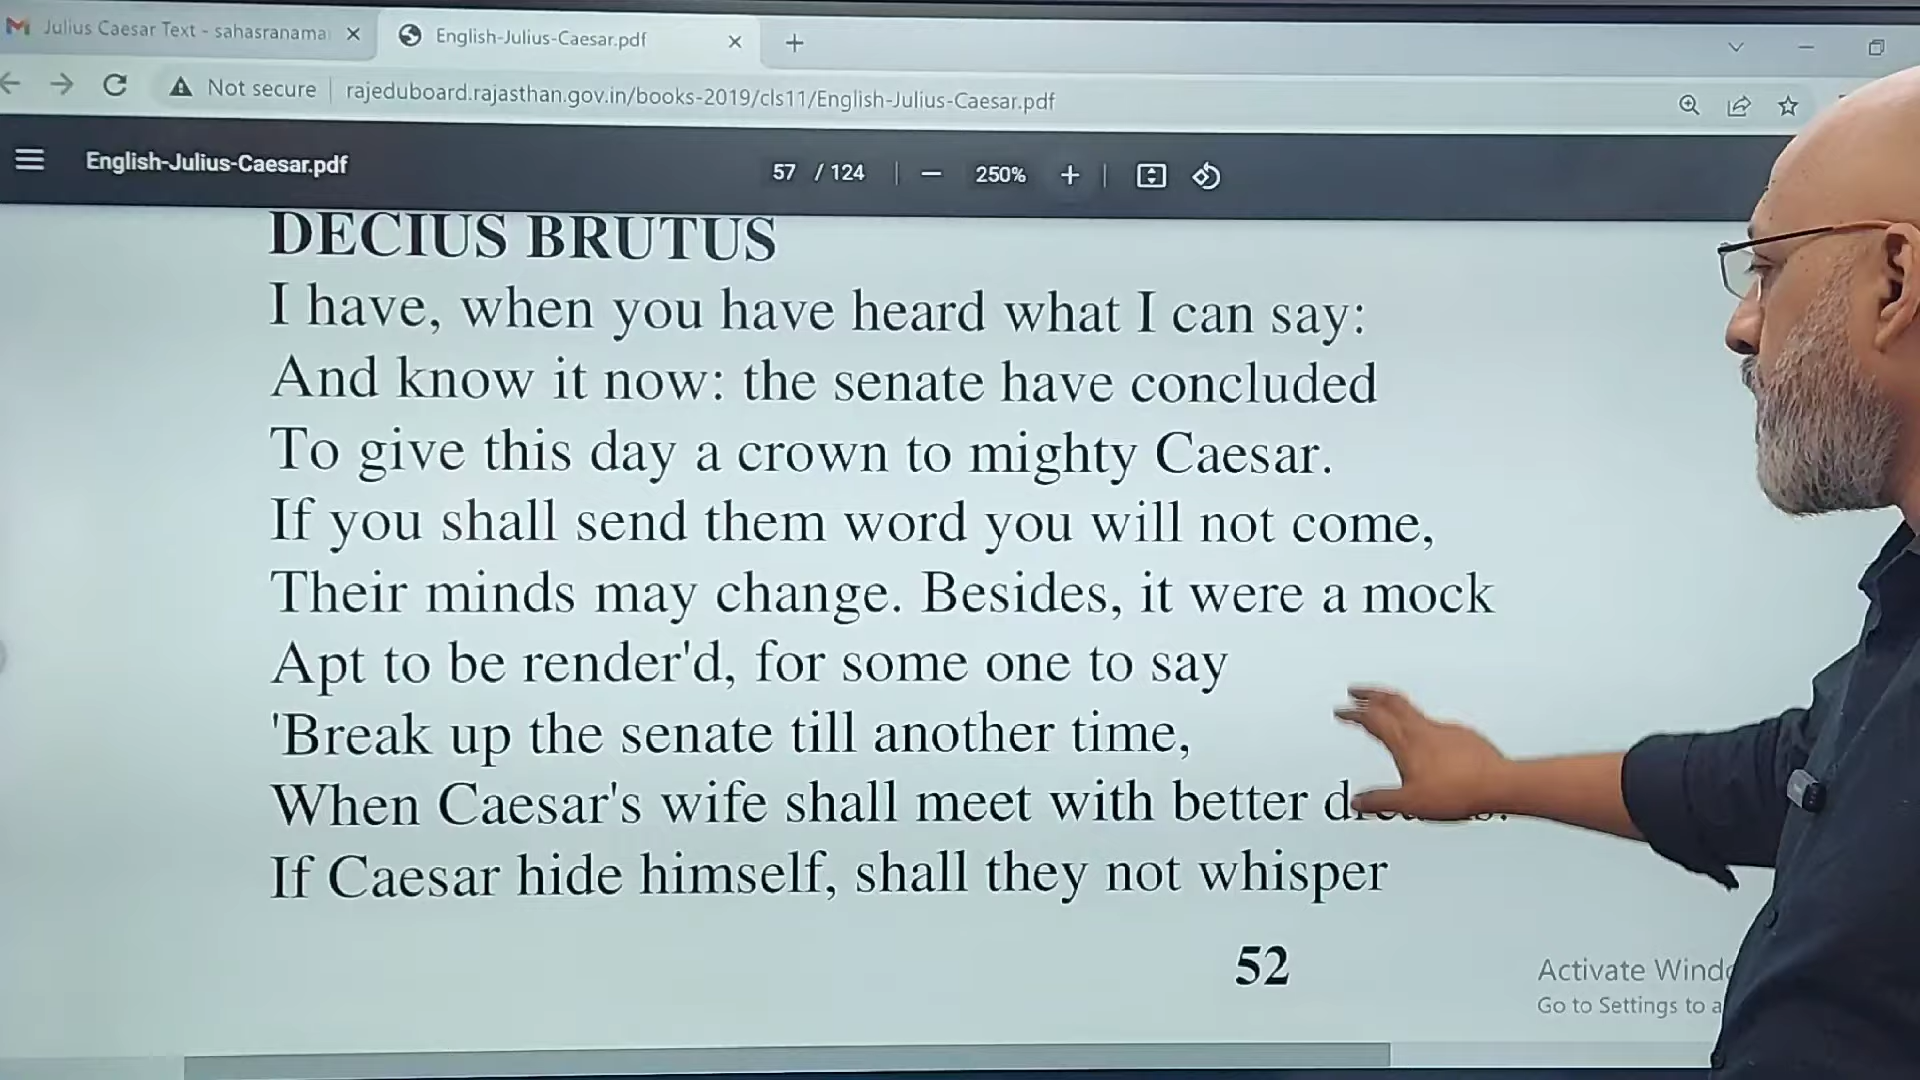 Julius Caesar Text - sahasranama
English-Julius-Caesar.pdf
Not secure
rajeduboard.rajasthan.gov.in/books-2019/cls11/English-Julius-Caesar.pdf
English-Julius-Caesar.pdf
57 / 124
250%
DECIUS BRUTUS
I have, when you have heard what I can say:
And know it now: the senate have concluded
To give this day a crown to mighty Caesar.
If you shall send them word you will not come,
Their minds may change. Besides, it were a mock
Apt to be render'd, for some one to say
'Break up the senate till another time,
When Caesar's wife shall meet with better
If Caesar hide himself, shall they not whisper
52
Activate Windo
Go to Settings to a